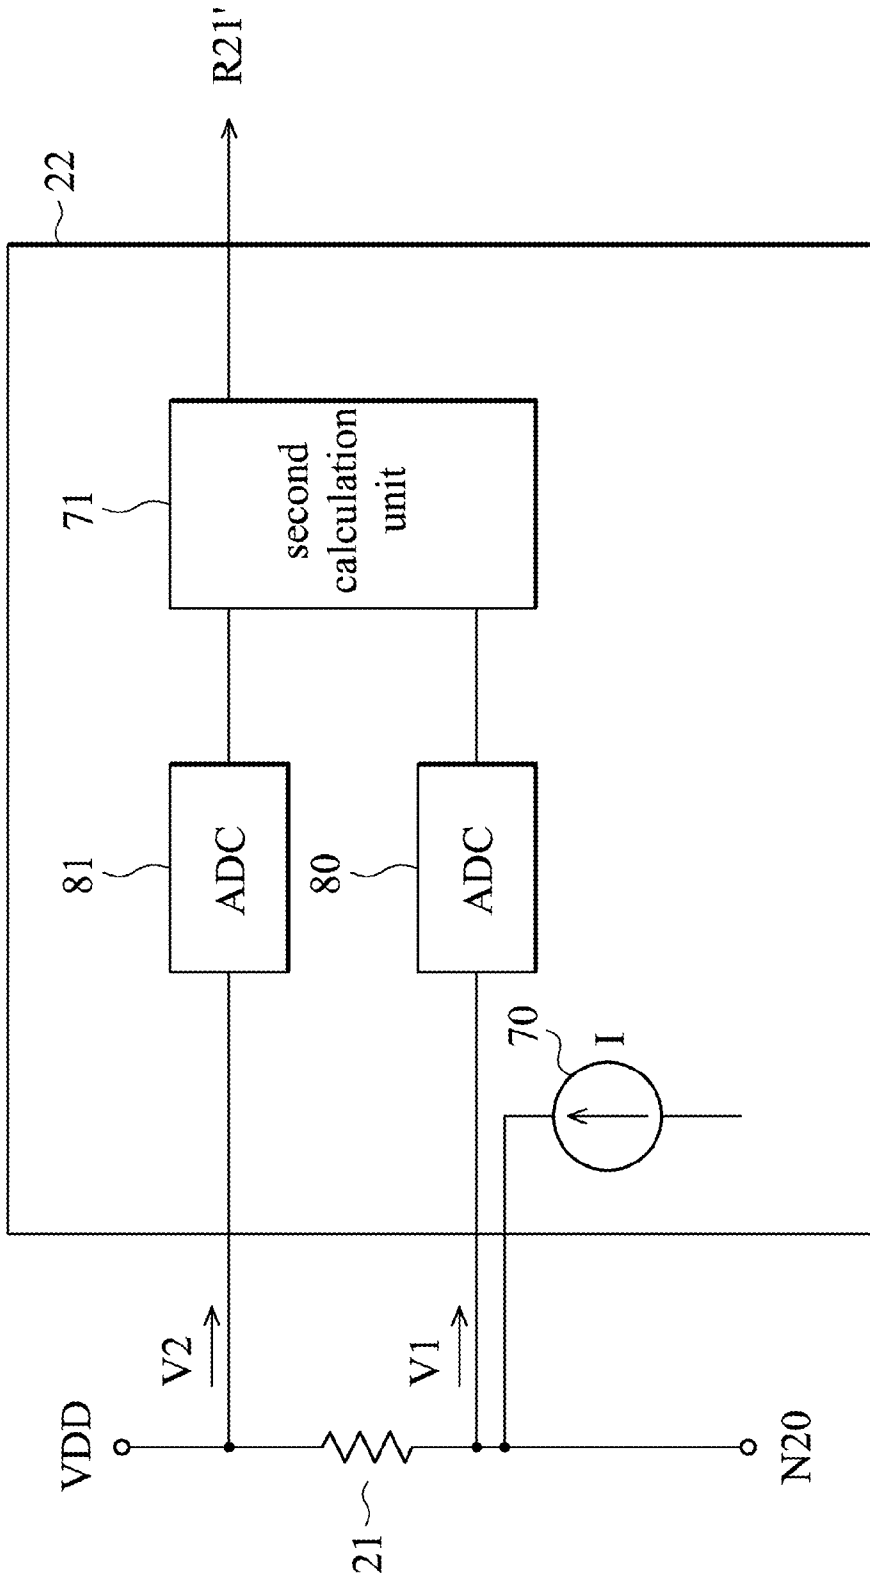 22
VDD
81
71
V2
ADC
R21'
second
calculation
unit
80
21
V1
ADC
70
I
N20